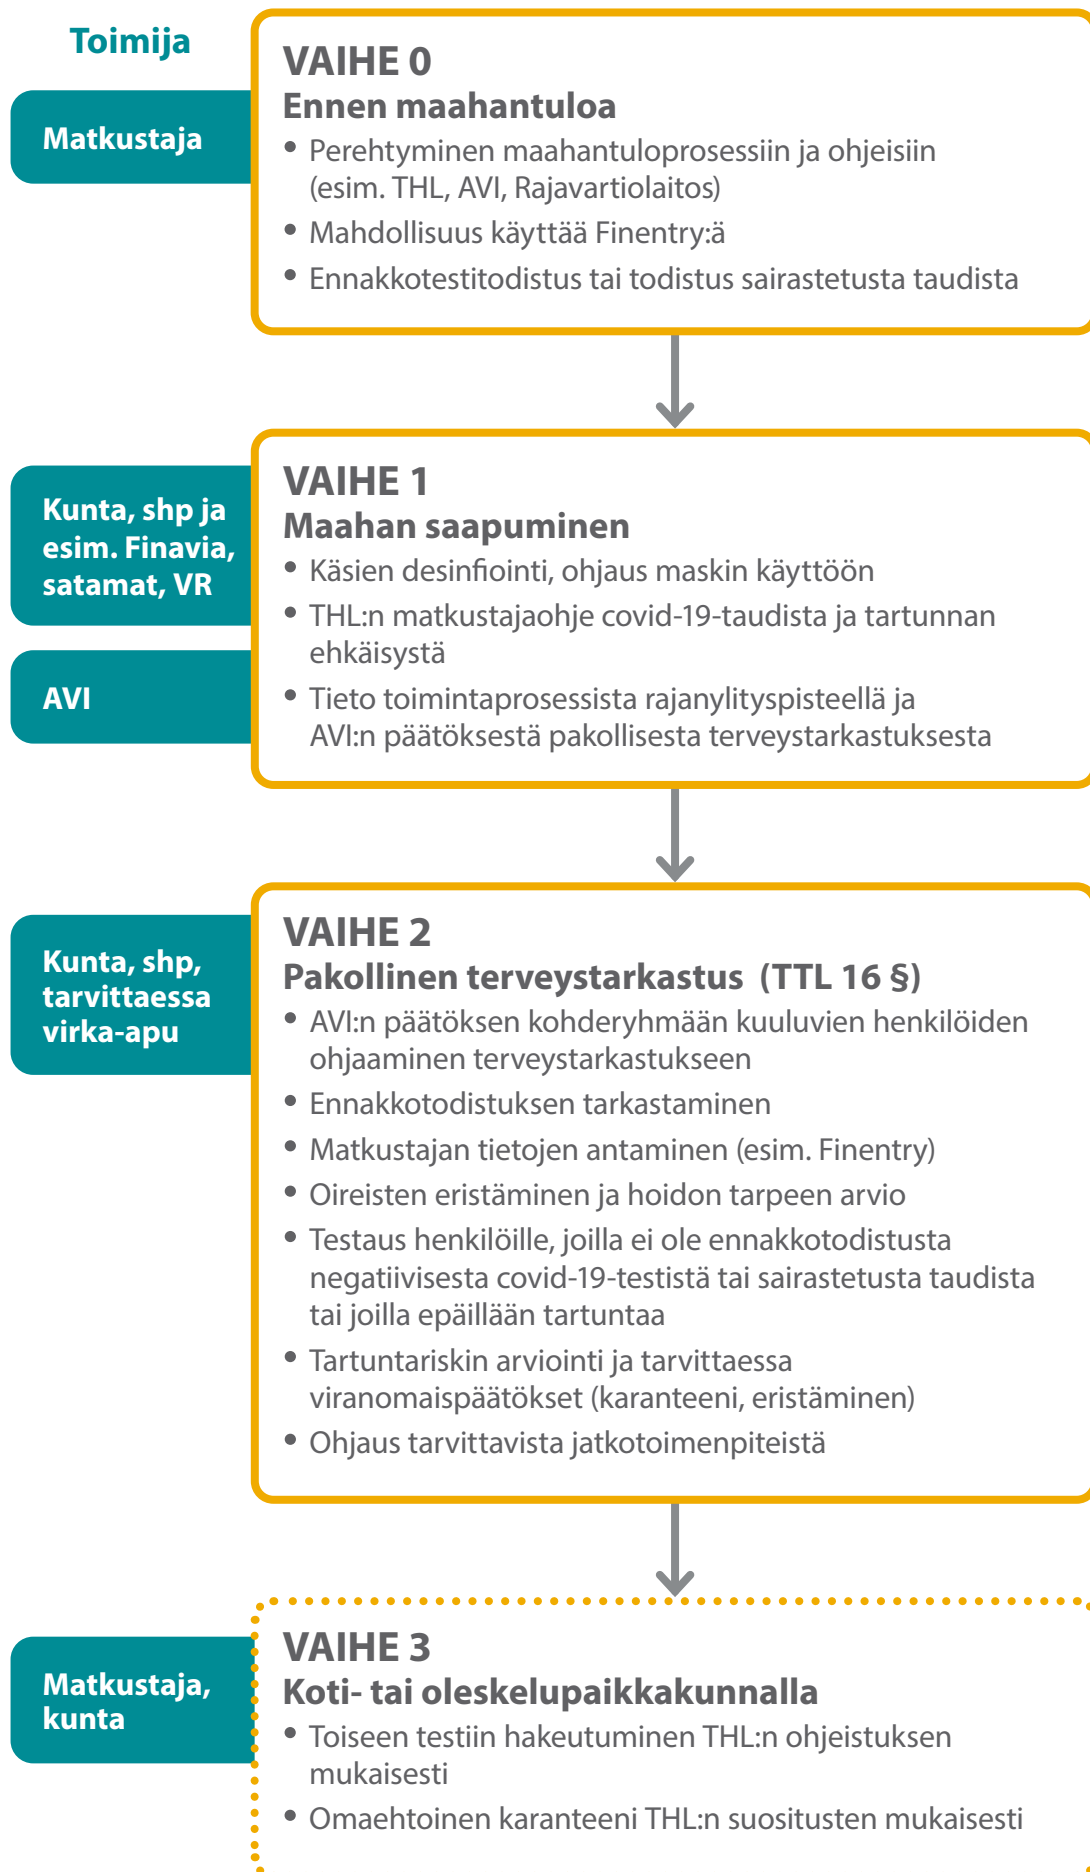 Toimija
Matkustaja
VAIHE 0
Ennen maahantuloa
• Perehtyminen maahantuloprosessiin ja ohjeisiin
(esim. THL, AVI, Rajavartiolaitos)
• Mahdollisuus käyttää Finentry:ä
• Ennakkotestitodistus tai todistus sairastetusta taudista
Kunta, shp ja
esim. Finavia,
satamat, VR
AVI
VAIHE 1
Maahan saapuminen
• Käsien desinfiointi, ohjaus maskin käyttöön
• THL:n matkustajaohje covid-19-taudista ja tartunnan
ehkäisystä
• Tieto toimintaprosessista rajanylityspisteellä ja
AVI:n päätöksestä pakollisesta terveystarkastuksesta
Kunta, shp,
tarvittaessa
virka-apu
VAIHE 2
Pakollinen terveystarkastus (TTL 16 §)
• AVI:n päätöksen kohderyhmään kuuluvien henkilöiden
ohjaaminen terveystarkastukseen
• Ennakkotodistuksen tarkastaminen
• Matkustajan tietojen antaminen (esim. Finentry)
• Oireisten eristäminen ja hoidon tarpeen arvio
• Testaus henkilöille, joilla ei ole ennakkotodistusta
negatiivisesta covid-19-testistä tai sairastetusta taudista
tai joilla epäillään tartuntaa
• Tartuntariskin arviointi ja tarvittaessa
viranomaispäätökset (karanteeni, eristäminen)
• Ohjaus tarvittavista jatkotoimenpiteistä
Matkustaja,
kunta
VAIHE 3
Koti- tai oleskelupaikkakunnalla
• Toiseen testiin hakeutuminen THL:n ohjeistuksen
mukaisesti
• Omaehtoinen karanteeni THL:n suositusten mukaisesti